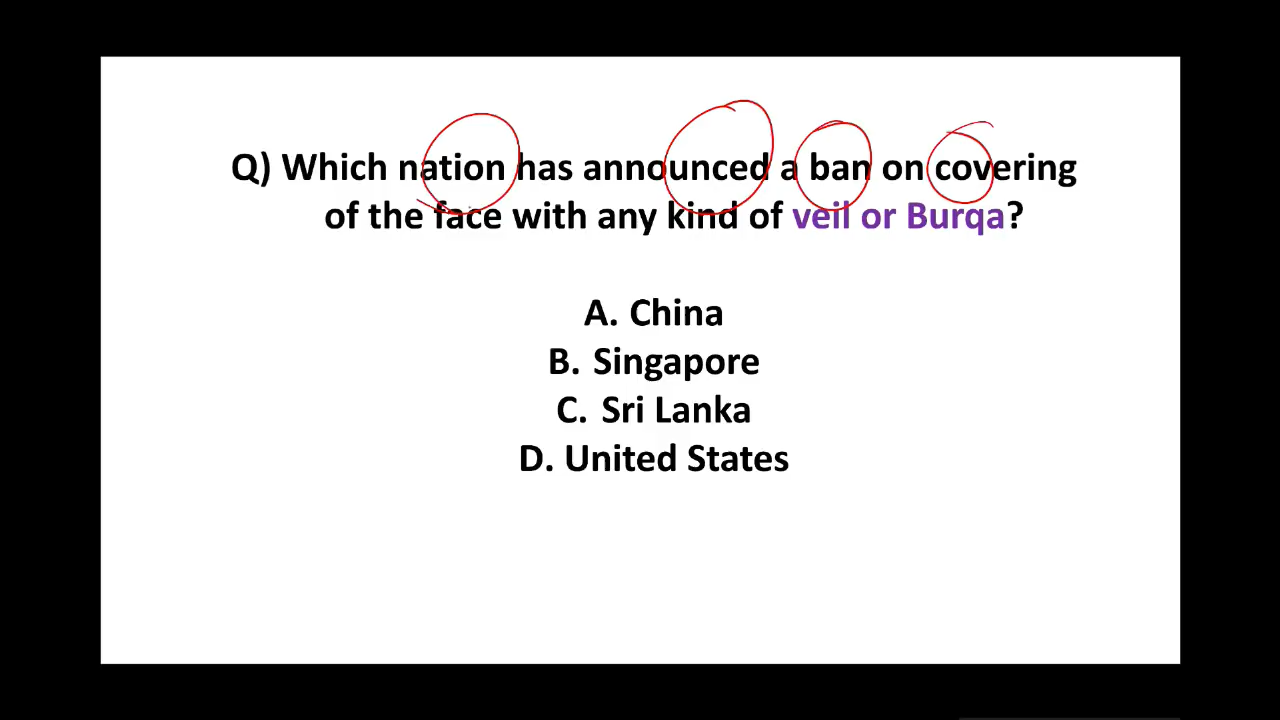 Q) Which nation has announced a ban on covering
of the face with any kind of veil or Burqa?
A. China
B. Singapore
C. Sri Lanka
D. United States